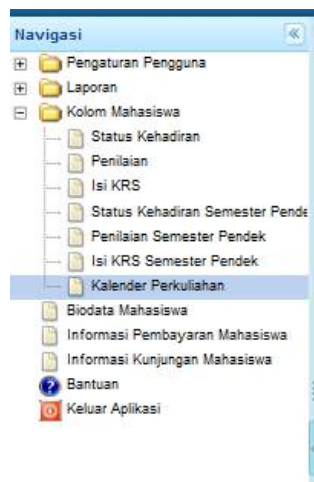 Navigasi
Pengaturan Pengguna
Laporan
Kolom Mahasiswa
Status Kehadiran
Penilaian
Isi KRS
Status Kehadiran Semester Pende
Penilaian Semester Pendek
Isi KRS Semester Pendek
Kalender Perkuliahan
Biodata Mahasiswa
Informasi Pembayaran Mahasiswa
Informasi Kunjungan Mahasiswa
Bantuan
Keluar Aplikasi